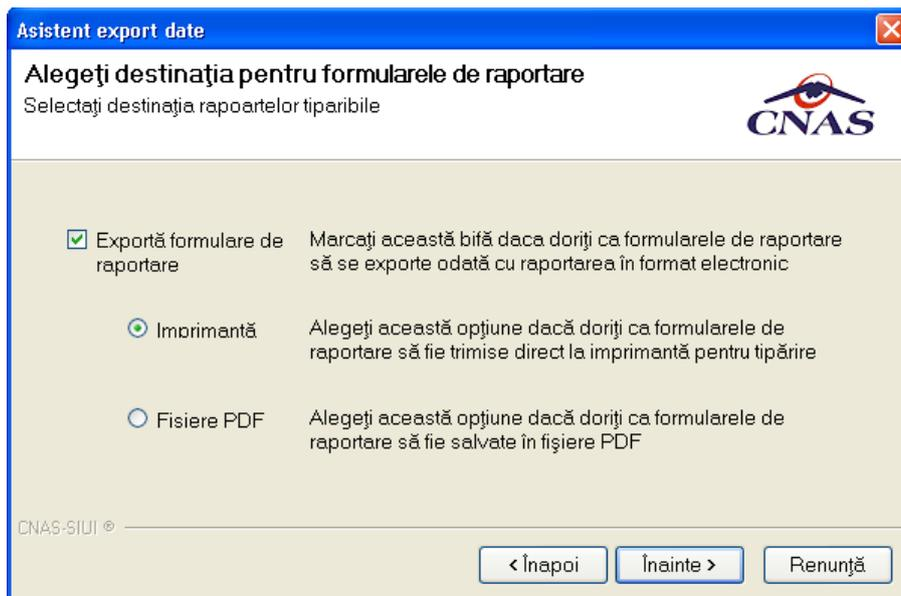 Asistent export date
Alegeţi destinaţia pentru formularele de raportare
Selectaţi destinaţia rapoartelor tiparibile
CNAS
Exportă formulare de
raportare
Marcaţi această bifă daca doriţi ca formularele de raportare
să se exporte odată cu raportarea în format electronic
Imprimantă
Alegeţi această opţiune dacă doriţi ca formularele de
raportare să fie trimise direct la imprimantă pentru tipărire
Fisiere PDF
Alegeţi această opţiune dacă doriţi ca formularele de
raportare să fie salvate în fişiere PDF
CNAS-SIUI ®
< Înapoi
Înainte >
Renunţă